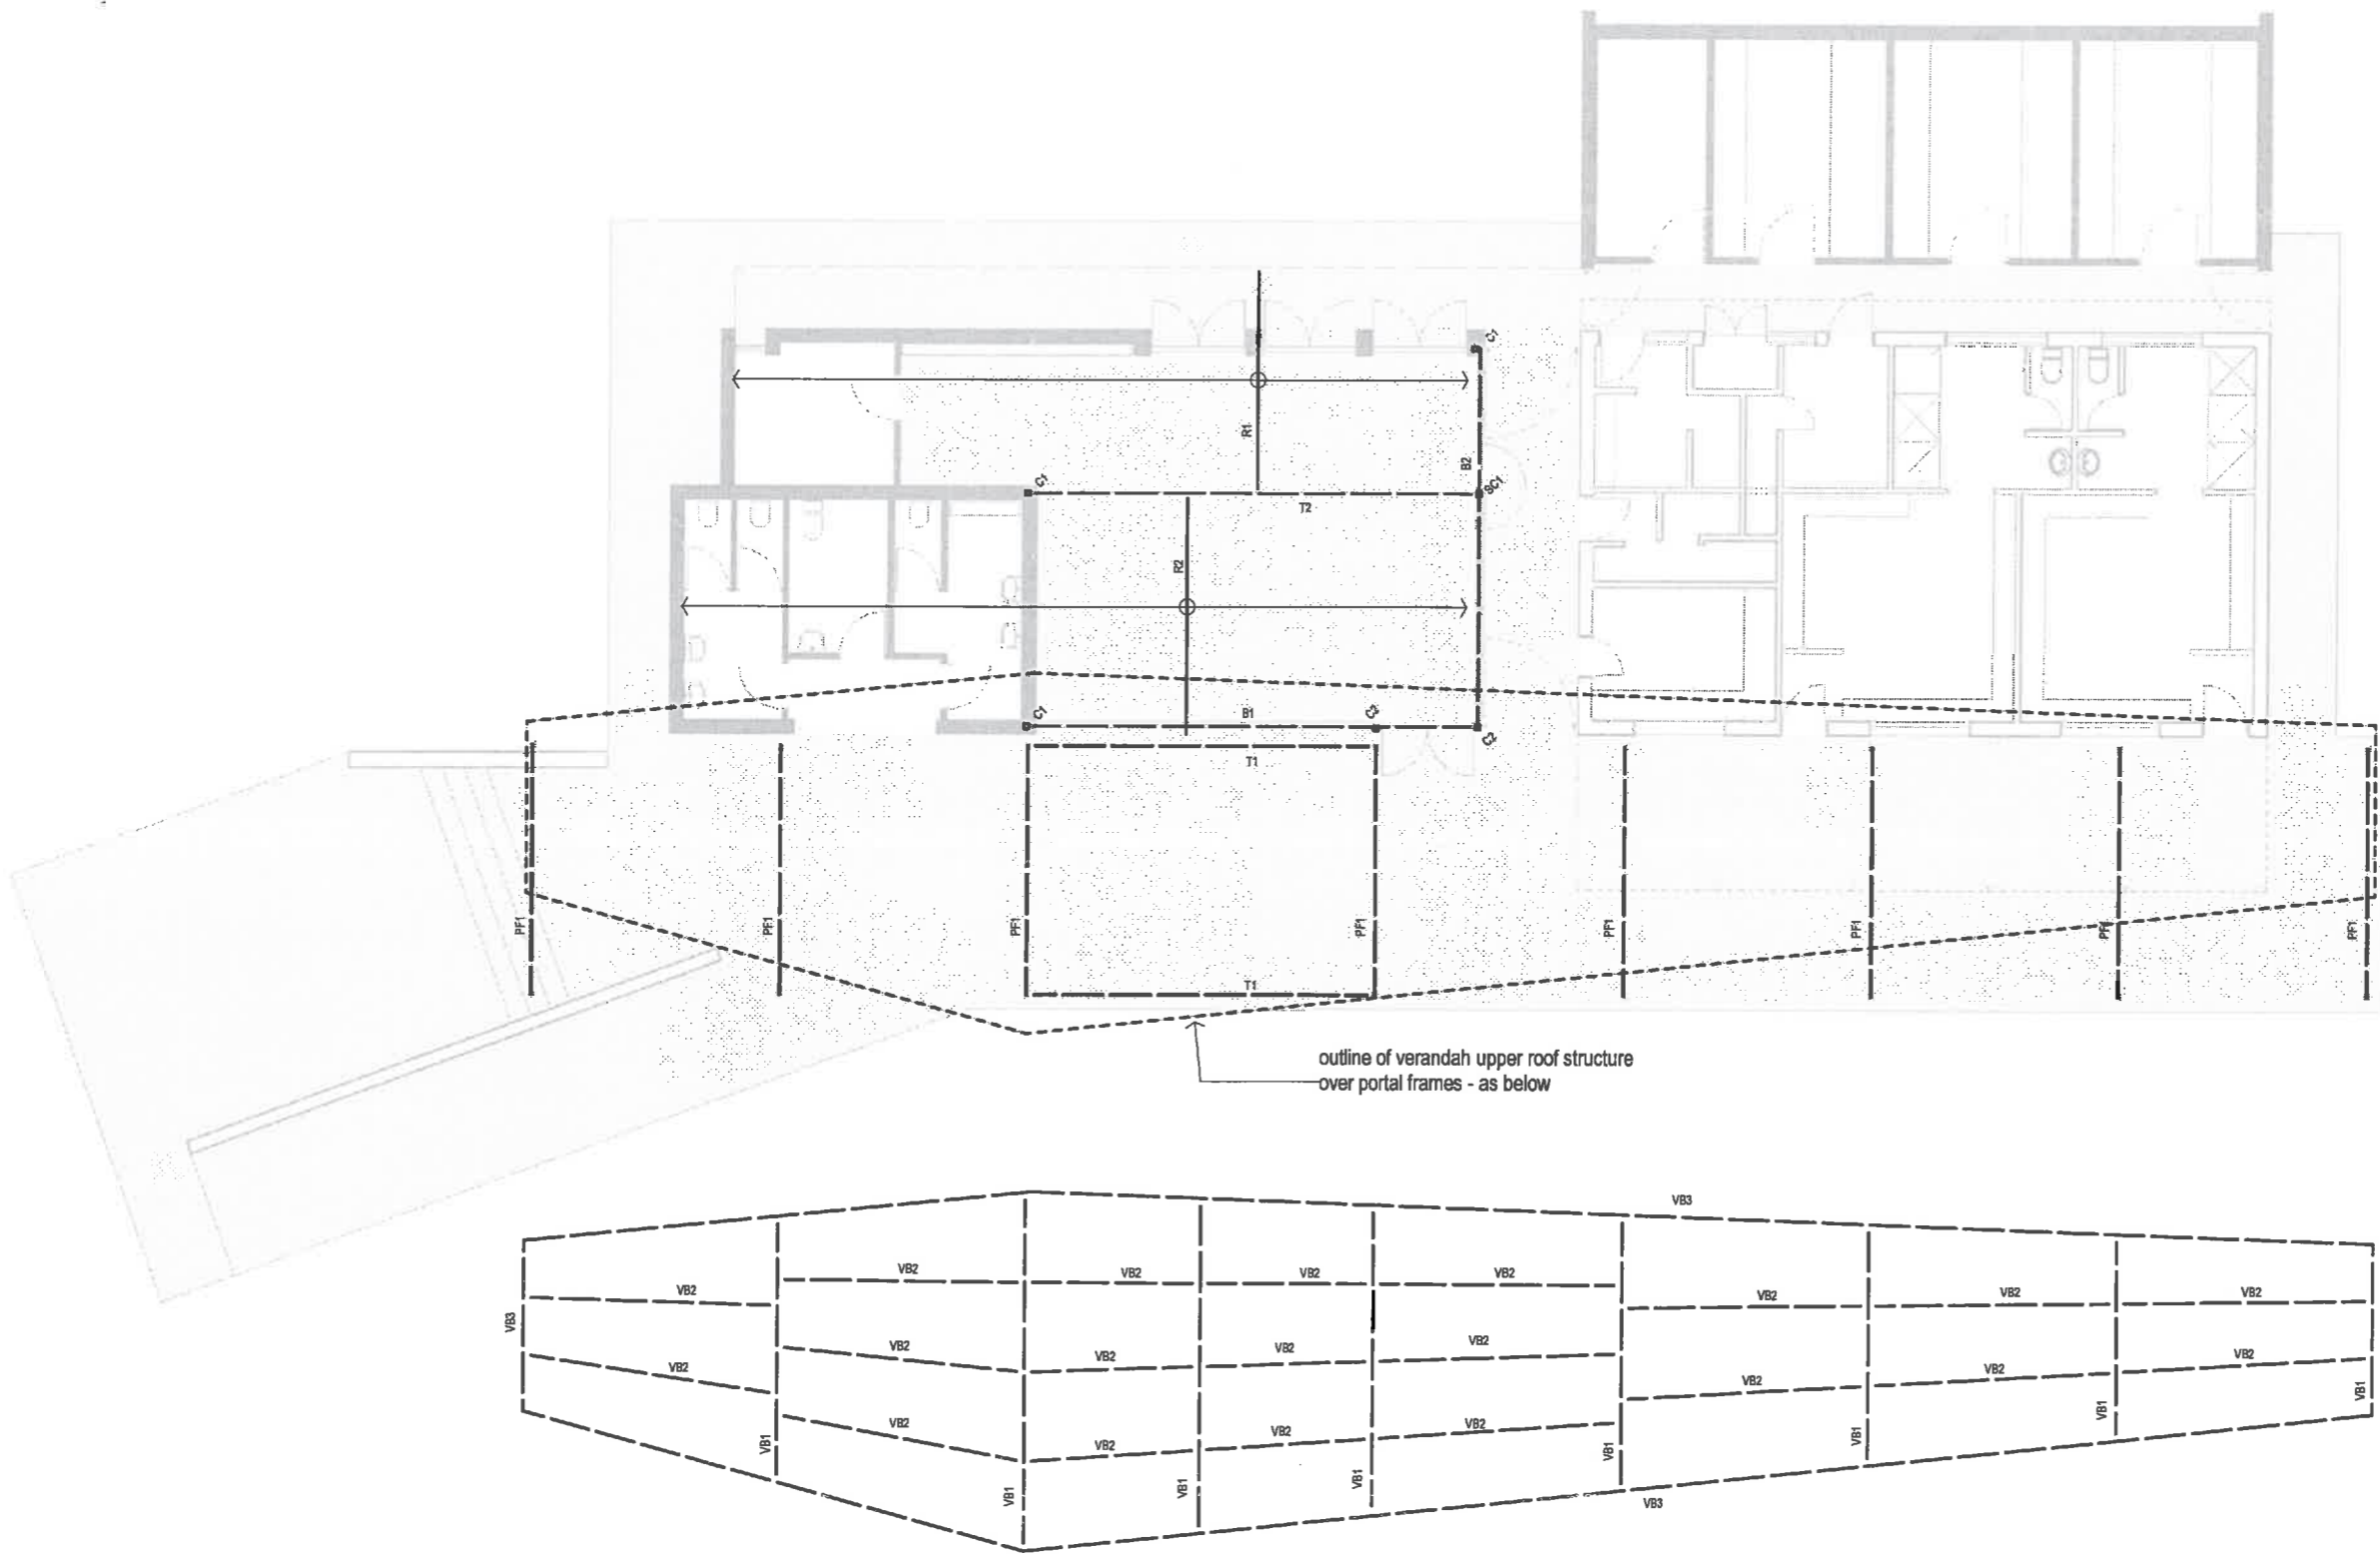 C1
R1
B2
C1
SC1
T2
R2
C1
B1
C2
C2
T1
PF1
PF1
PF1
PF1
PF1
PF1
PF1
PF1
T1
outline of verandah upper roof structure
over portal frames - as below
VB3
VB2
VB2
VB2
VB2
VB2
VB2
VB2
VB2
VB3
VB2
VB2
VB2
VB2
VB2
VB2
VB2
VB2
VB2
VB1
VB1
VB2
VB2
VB2
VB2
VB1
VB1
VB1
VB1
VB1
VB1
VB3